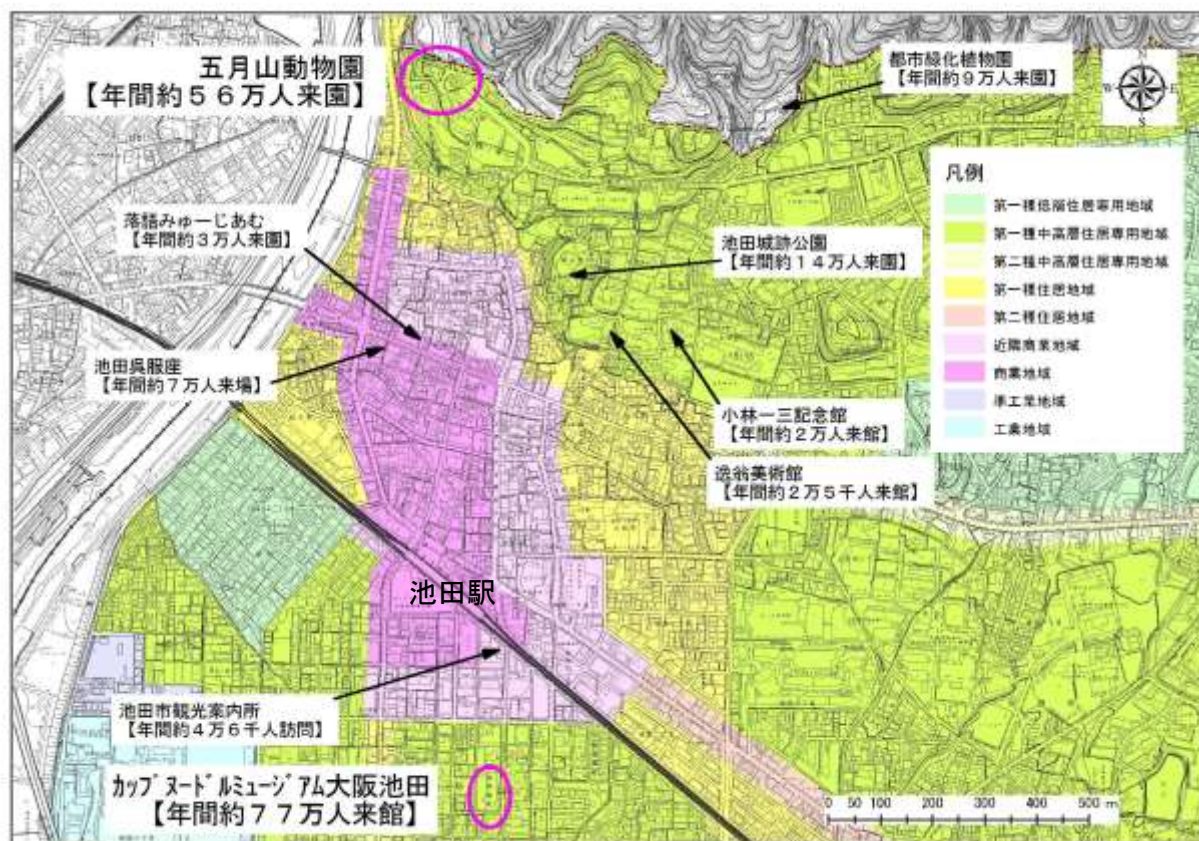 五月山動物園
【年間約５６万人来園】
都市緑化植物園
【年間約９万人来園】
N
W
E
S
凡例
第一種低層住居専用地域
第一種中高層住居専用地域
第二種中高層住居専用地域
第一種住居地域
第二種住居地域
近隣商業地域
商業地域
準工業地域
工業地域
落語みゅーじあむ
【年間約３万人来園】
池田城跡公園
【年間約１４万人来園】
池田呉服座
【年間約７万人来場】
小林一三記念館
【年間約２万人来館】
逸翁美術館
【年間約２万５千人来館】
池田駅
池田市観光案内所
【年間約４万６千人訪問】
ｶｯﾌﾟﾇｰﾄﾞﾙﾐｭｰｼﾞｱﾑ大阪池田
【年間約７７万人来館】
0 50 100 200 300 400 500 m